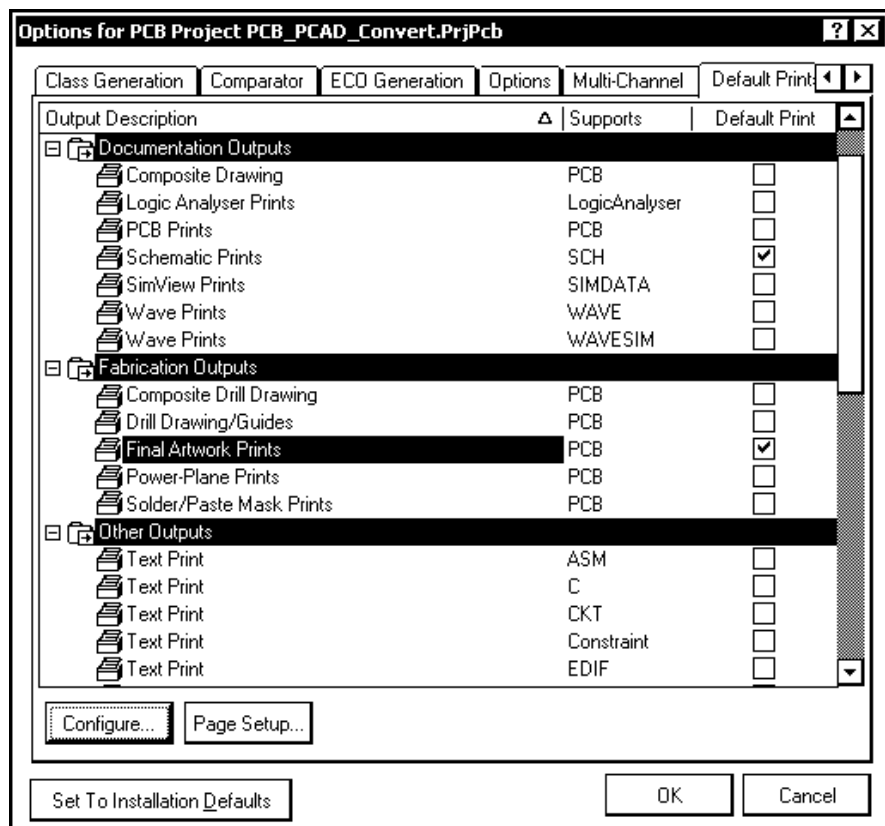 Options for PCB Project PCB_PCAD_Convert.PrjPcb
Class Generation Comparator ECO Generation Options Multi-Channel Default Print
Output Description Supports Default Print
Documentation Outputs
Composite Drawing PCB
Logic Analyser Prints LogicAnalyser
PCB Prints PCB
Schematic Prints SCH
SimView Prints SIMDATA
Wave Prints WAVE
Wave Prints WAVESIM
Fabrication Outputs
Composite Drill Drawing PCB
Drill Drawing/Guides PCB
Final Artwork Prints PCB
Power-Plane Prints PCB
Solder/Paste Mask Prints PCB
Other Outputs
Text Print ASM
Text Print C
Text Print CKT
Text Print Constraint
Text Print EDIF
Configure... Page Setup...
Set To Installation Defaults OK Cancel